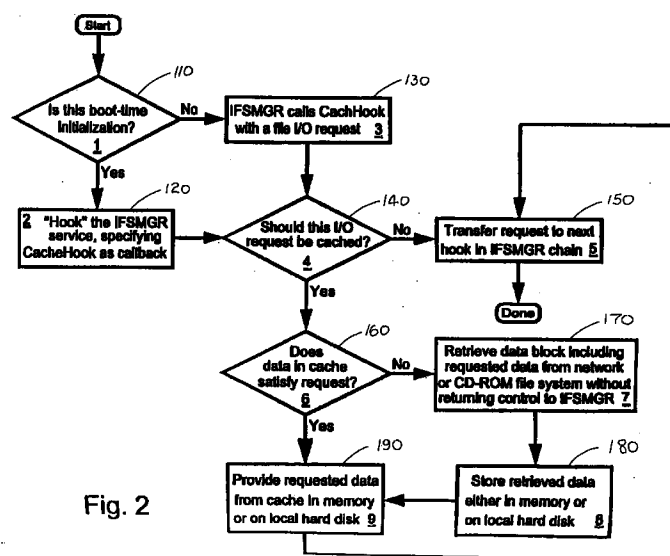 Start
110
Is this boot-time
initialization?
1
No
Yes
130
IFSMGR calls CachHook
with a file I/O request 3
120
2 "Hook" the IFSMGR
service, specifying
CacheHook as callback
140
Should this I/O
request be cached?
4
No
Yes
150
Transfer request to next
hook in IFSMGR chain 5
Done
160
Does
data in cache
satisfy request?
6
No
Yes
170
Retrieve data block including
requested data from network
or CD-ROM file system without
returning control to IFSMGR 7
180
Store retrieved data
either in memory or
on local hard disk 8
190
Provide requested data
from cache in memory
or on local hard disk 9
Fig. 2